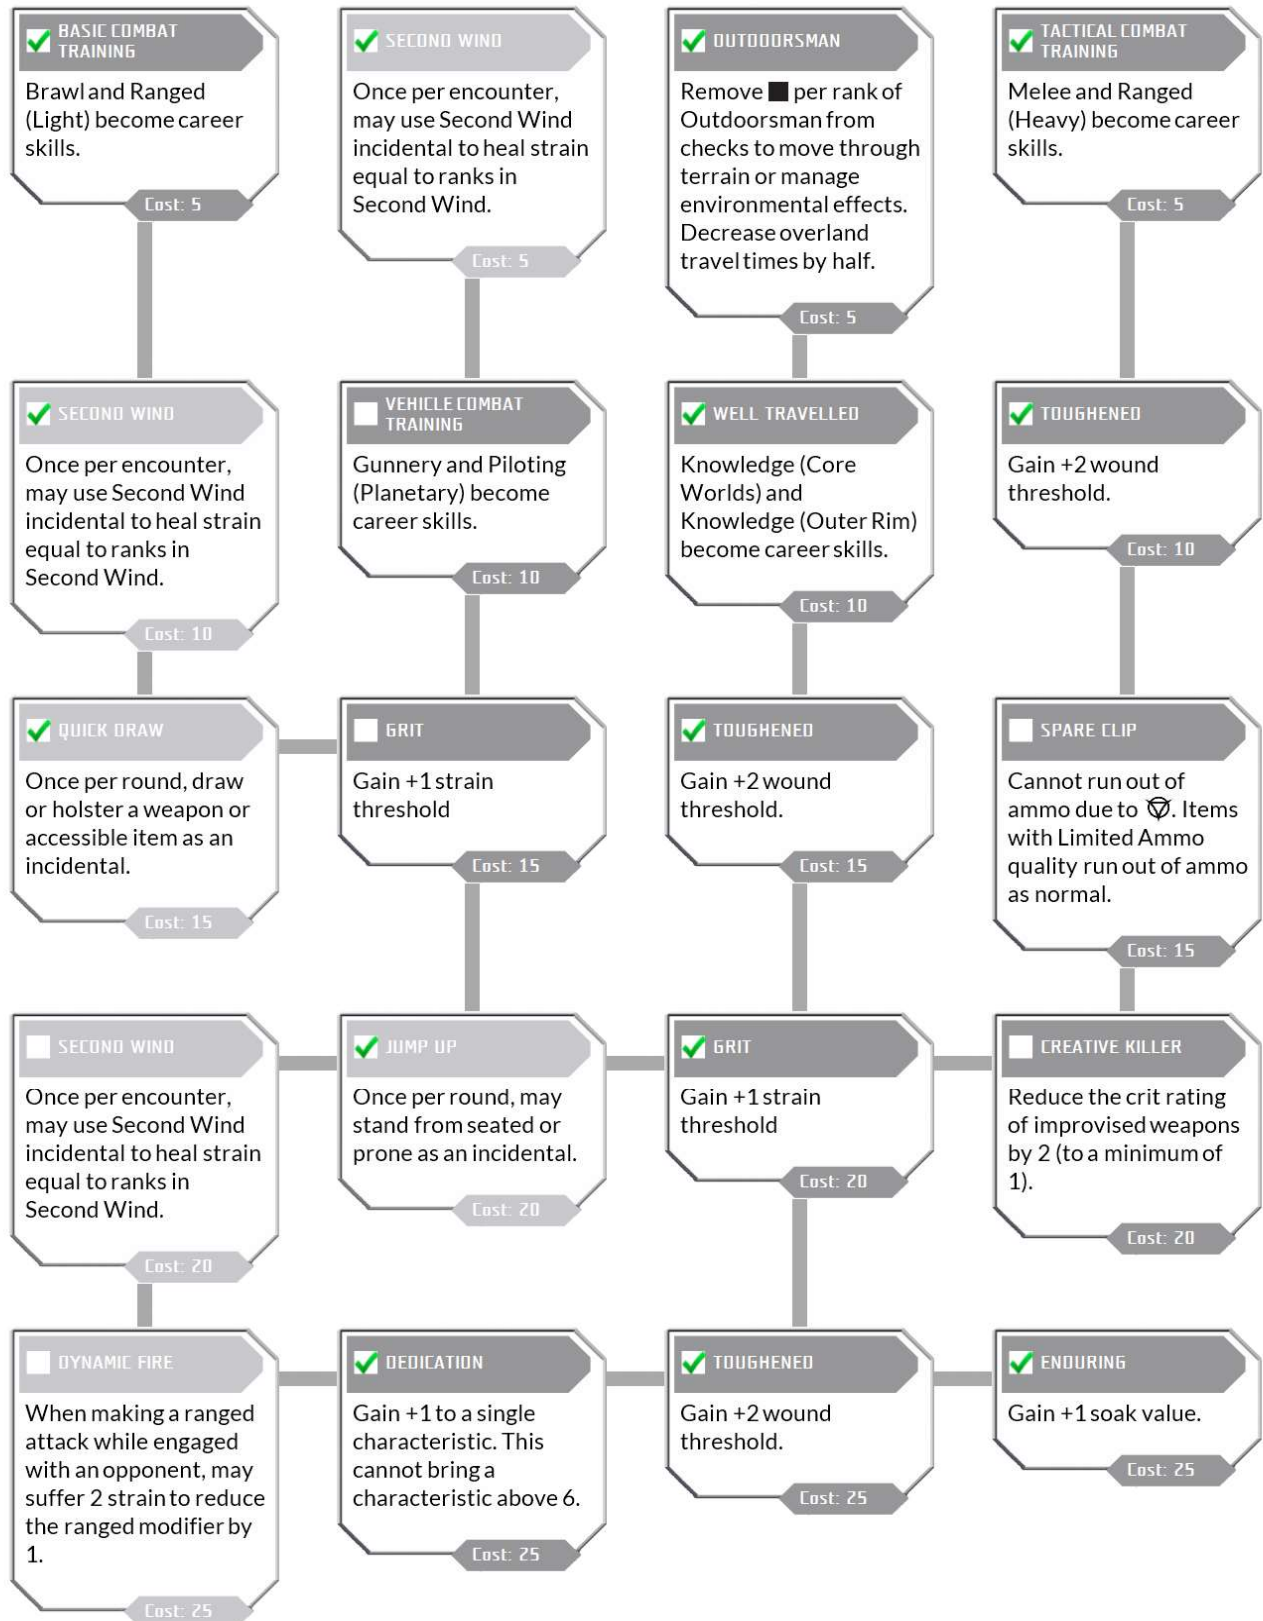 BASIC COMBAT
TRAINING
Brawl and Ranged
(Light) become career
skills.
Cost: 5
SECOND WIND
Once per encounter,
may use Second Wind
incidental to heal strain
equal to ranks in
Second Wind.
Cost: 5
OUTDOORSMAN
Remove ■ per rank of
Outdoorsman from
checks to move through
terrain or manage
environmental effects.
Decrease overland
travel times by half.
Cost: 5
TACTICAL COMBAT
TRAINING
Melee and Ranged
(Heavy) become career
skills.
Cost: 5
SECOND WIND
Once per encounter,
may use Second Wind
incidental to heal strain
equal to ranks in
Second Wind.
Cost: 10
VEHICLE COMBAT
TRAINING
Gunnery and Piloting
(Planetary) become
career skills.
Cost: 10
WELL TRAVELLED
Knowledge (Core
Worlds) and
Knowledge (Outer Rim)
become career skills.
Cost: 10
TOUGHENED
Gain +2 wound
threshold.
Cost: 10
QUICK DRAW
Once per round, draw
or holster a weapon or
accessible item as an
incidental.
Cost: 15
GRIT
Gain +1 strain
threshold
Cost: 15
TOUGHENED
Gain +2 wound
threshold.
Cost: 15
SPARE CLIP
Cannot run out of
ammo due to . Items
with Limited Ammo
quality run out of ammo
as normal.
Cost: 15
SECOND WIND
Once per encounter,
may use Second Wind
incidental to heal strain
equal to ranks in
Second Wind.
Cost: 20
JUMP UP
Once per round, may
stand from seated or
prone as an incidental.
Cost: 20
GRIT
Gain +1 strain
threshold
Cost: 20
CREATIVE KILLER
Reduce the crit rating
of improvised weapons
by 2 (to a minimum of
1).
Cost: 20
DYNAMIC FIRE
When making a ranged
attack while engaged
with an opponent, may
suffer 2 strain to reduce
the ranged modifier by
1.
Cost: 25
DEDICATION
Gain +1 to a single
characteristic. This
cannot bring a
characteristic above 6.
Cost: 25
TOUGHENED
Gain +2 wound
threshold.
Cost: 25
ENDURING
Gain +1 soak value.
Cost: 25